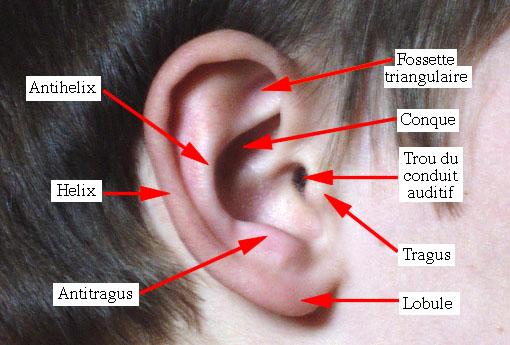 Fossette
triangulaire
Antihelix
Conque
Trou du
conduit
auditif
Helix
Tragus
Antitragus
Lobule